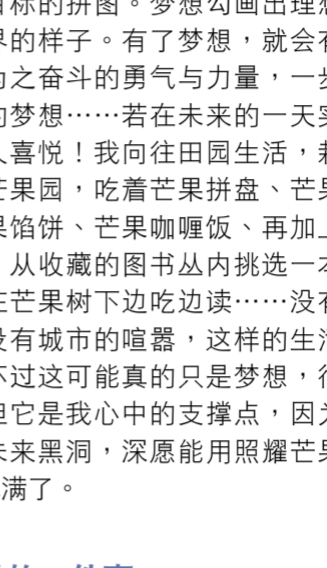 目标的拼图。梦想勾画出理想
界的样子。有了梦想，就会有
为之奋斗的勇气与力量，一步
的梦想……若在未来的一天实
人喜悦！我向往田园生活，耕
芒果园，吃着芒果拼盘、芒果
果馅饼、芒果咖喱饭、再加上
，从收藏的图书丛内挑选一本
在芒果树下边吃边读……没有
没有城市的喧嚣，这样的生活
不过这可能真的只是梦想，很
但它是我心中的支撑点，因为
未来黑洞，深愿能用照耀芒果
满了。